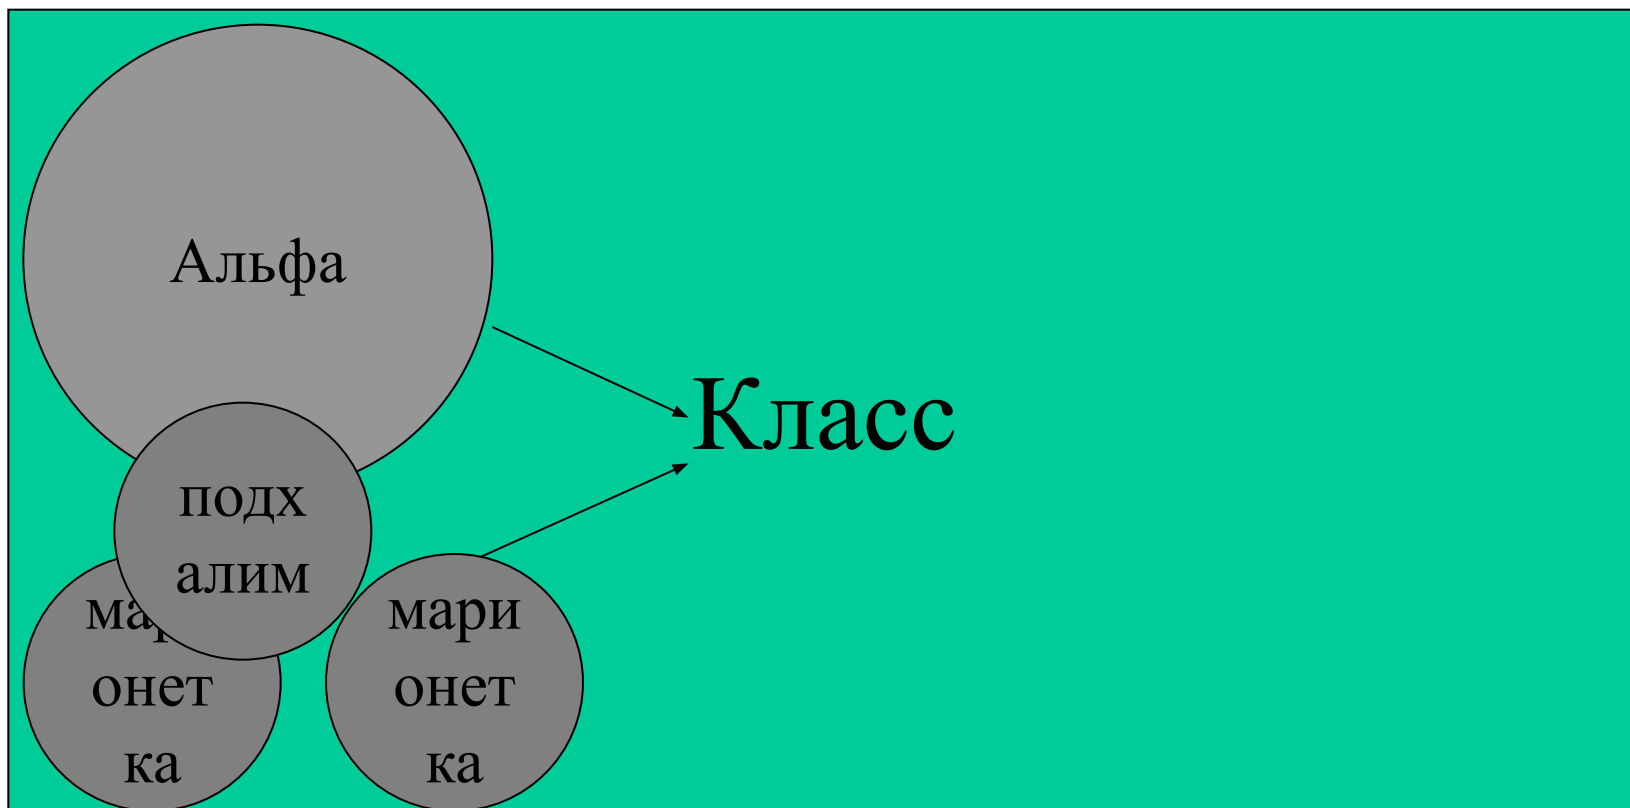 Альфа
Класс
подх
алим
онет
ка
мари
онет
ка